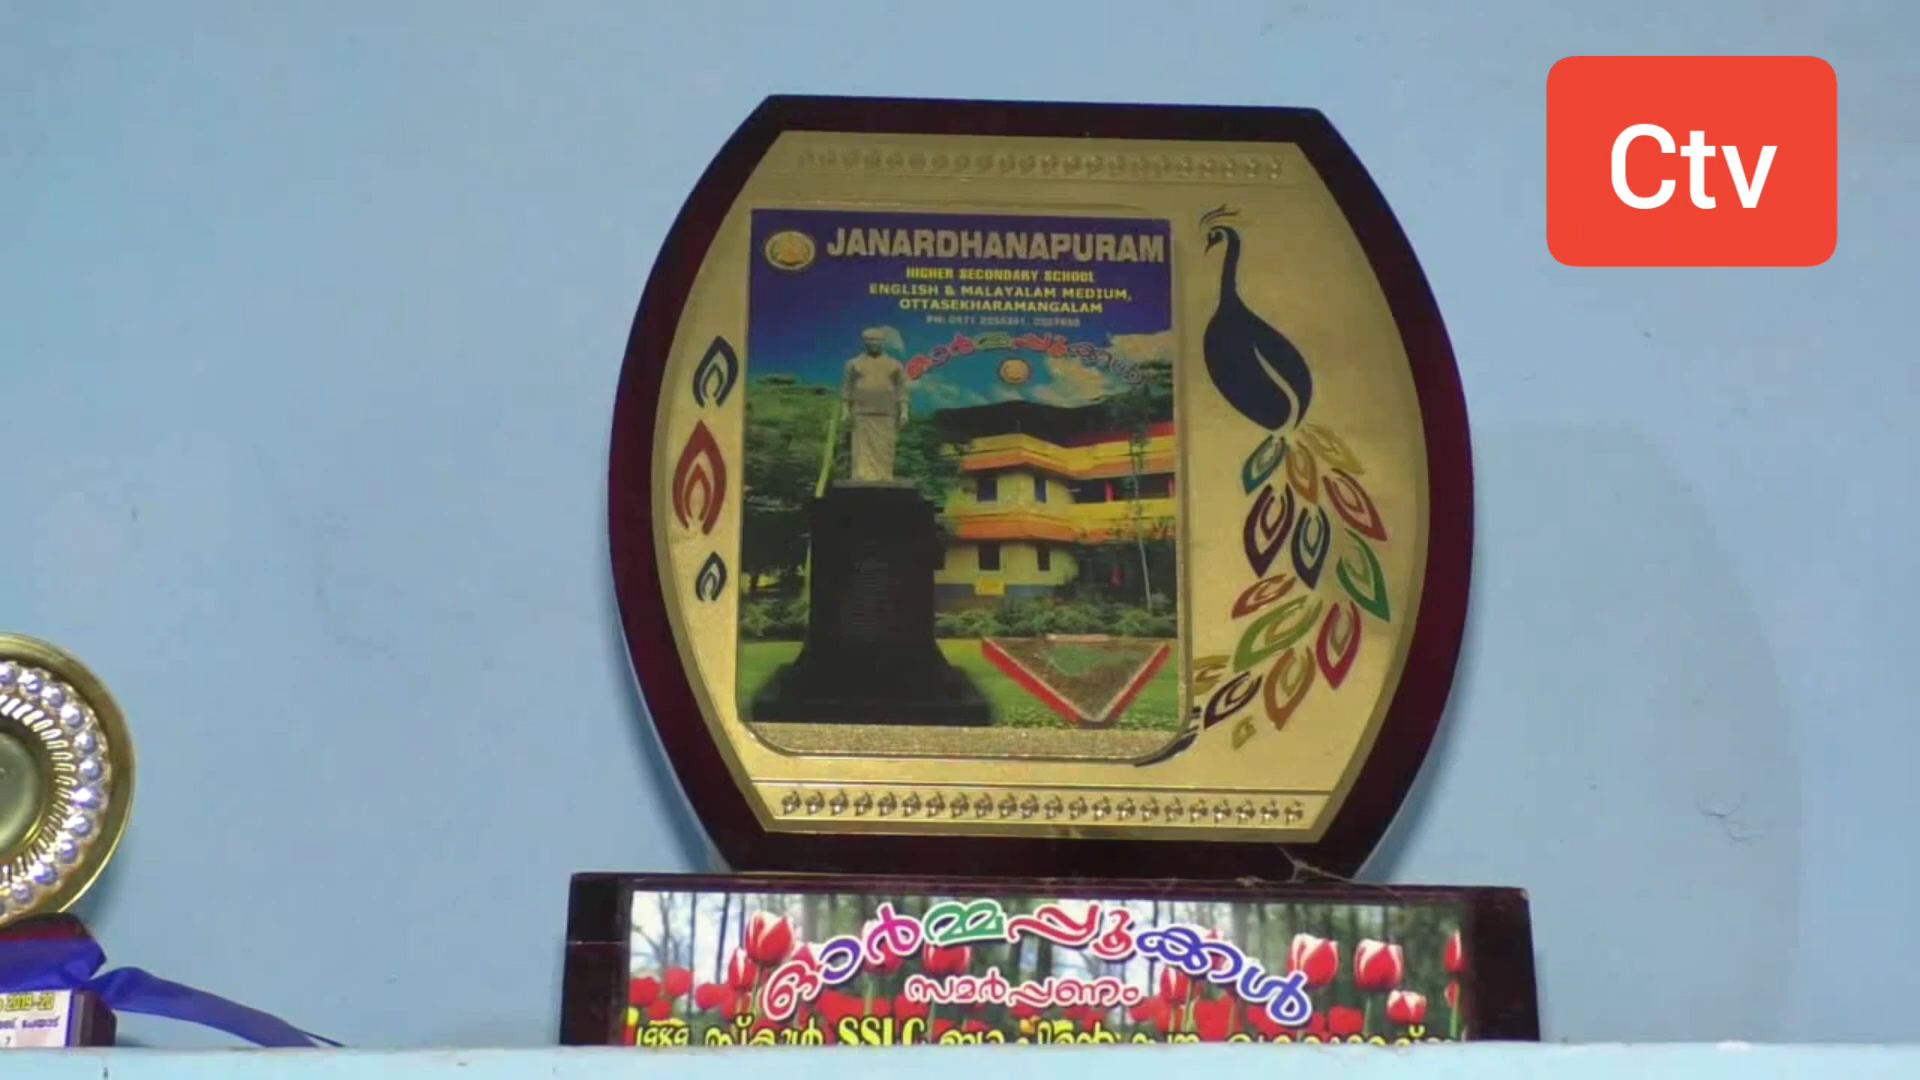 Ctv
JANARDHANAPURAM
HIGHER SECONDARY SCHOOL
ENGLISH & MALAYALAM MEDIUM,
OTTASEKHARAMANGALAM
ഓർമ്മപ്പൂക്കൾ
ഓർമ്മപ്പൂക്കൾ
സമർപ്പണം
1989 സ്കൂൾ SSLC
2019-20